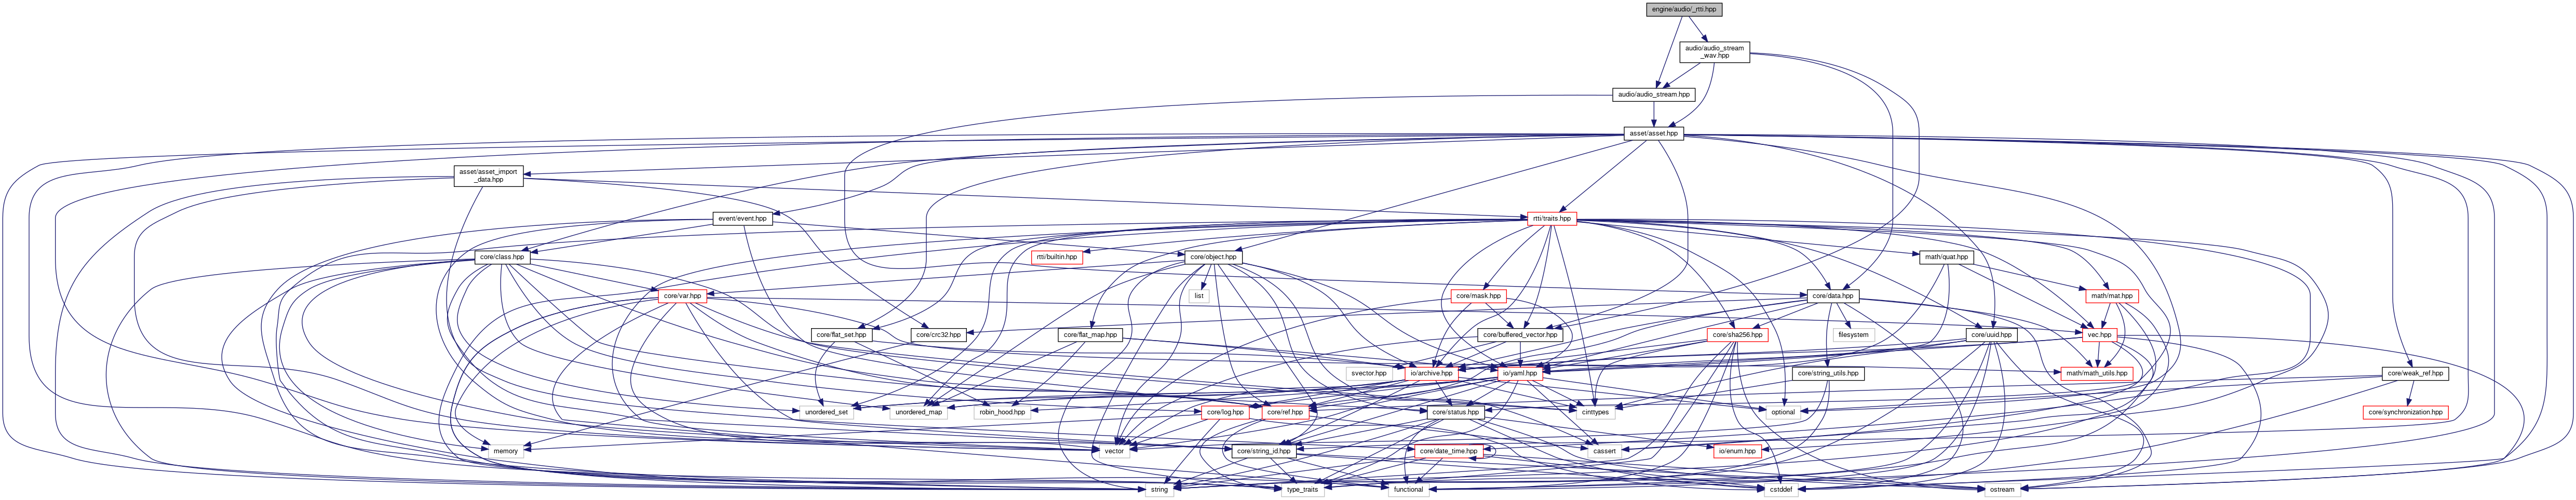 engine/audio/_rtti.hpp
audio/audio_stream
_wav.hpp
audio/audio_stream.hpp
asset/asset.hpp
asset/asset_import
_data.hpp
event/event.hpp
rtti/traits.hpp
core/class.hpp
rtti/builtin.hpp
core/object.hpp
math/quat.hpp
core/var.hpp
list
core/mask.hpp
core/data.hpp
math/mat.hpp
core/flat_set.hpp
core/crc32.hpp
core/flat_map.hpp
core/buffered_vector.hpp
core/sha256.hpp
filesystem
core/uuid.hpp
vec.hpp
svector.hpp
io/archive.hpp
io/yaml.hpp
core/string_utils.hpp
math/math_utils.hpp
core/weak_ref.hpp
unordered_set
unordered_map
robin_hood.hpp
core/log.hpp
core/ref.hpp
core/status.hpp
cinttypes
optional
core/synchronization.hpp
memory
vector
core/string_id.hpp
core/date_time.hpp
cassert
io/enum.hpp
string
type_traits
functional
cstddef
ostream